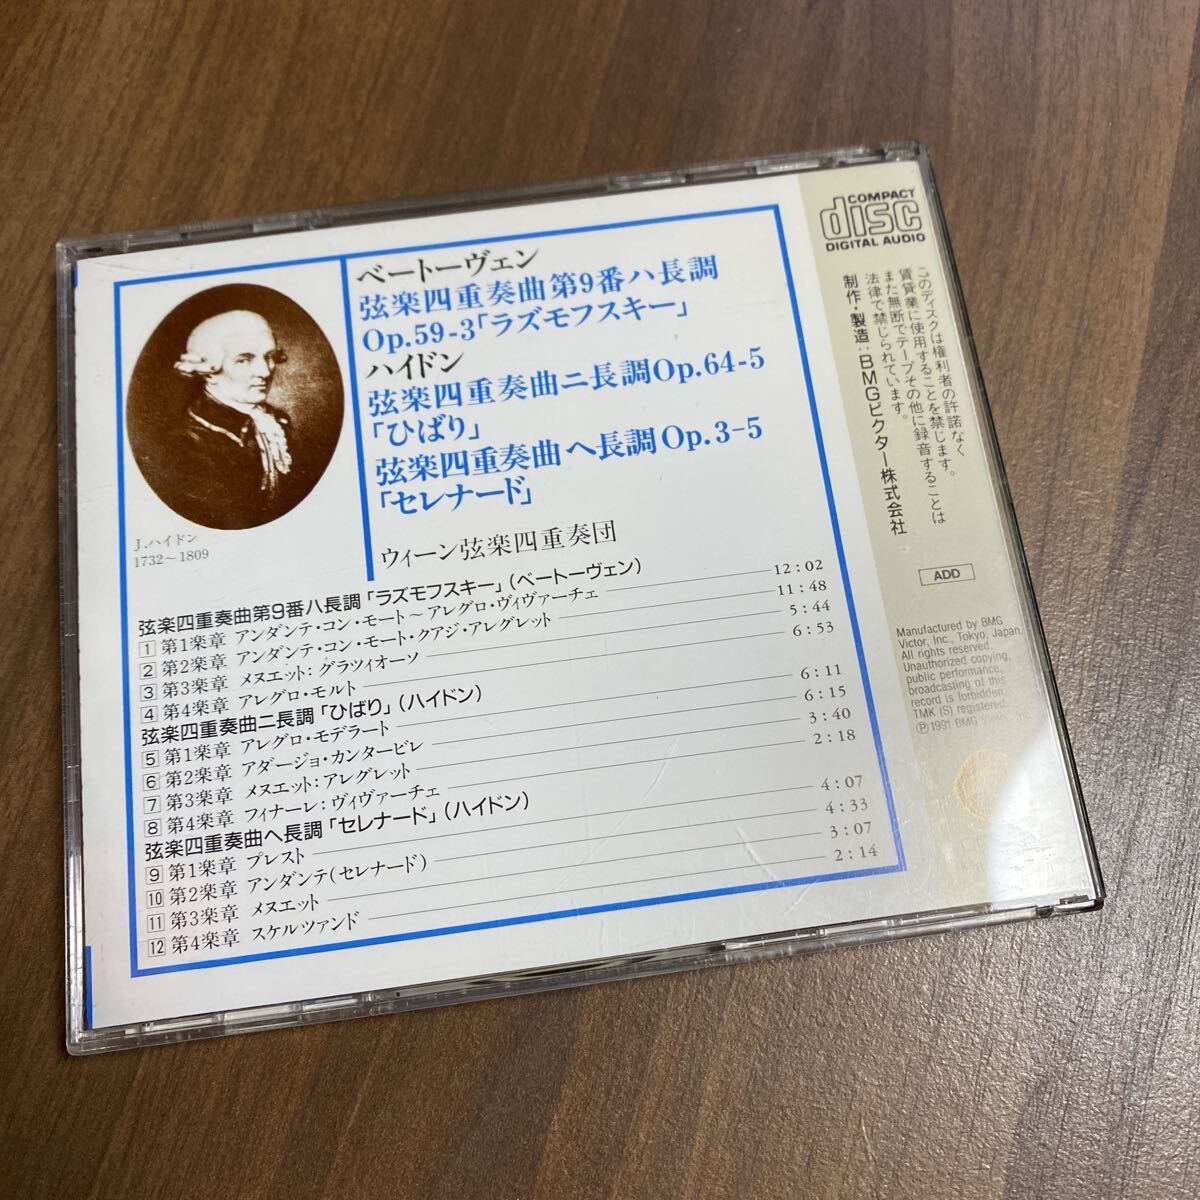 ベートーヴェン
弦楽四重奏曲第9番ハ長調
Op.59-3「ラズモフスキー」
ハイドン
弦楽四重奏曲ニ長調Op.64-5
「ひばり」
弦楽四重奏曲ヘ長調Op.3-5
「セレナード」
ウィーン弦楽四重奏団
J.ハイドン
1732〜1809
弦楽四重奏曲第9番ハ長調「ラズモフスキー」(ベートーヴェン)
1 第1楽章 アンダンテ・コン・モート〜アレグロ・ヴィヴァーチェ 12:02
2 第2楽章 アンダンテ・コン・モート・クアジ・アレグレット 11:48
3 第3楽章 メヌエット:グラツィオーソ 5:44
4 第4楽章 アレグロ・モルト 6:53
弦楽四重奏曲ニ長調「ひばり」(ハイドン)
5 第1楽章 アレグロ・モデラート 6:11
6 第2楽章 アダージョ・カンタービレ 6:15
7 第3楽章 メヌエット:アレグレット 3:40
8 第4楽章 フィナーレ:ヴィヴァーチェ 2:18
弦楽四重奏曲ヘ長調「セレナード」(ハイドン)
9 第1楽章 プレスト 4:07
10 第2楽章 アンダンテ(セレナード) 4:33
11 第3楽章 メヌエット 3:07
12 第4楽章 スケルツァンド 2:14
COMPACT
disc
DIGITAL AUDIO
このディスクは権利者の許諾なく
賃貸業に使用することを禁じます。
また無断でテープその他に録音することは
法律で禁じられています。
制作・製造:BMGビクター株式会社
ADD
Manufactured by BMG
Victor, Inc., Tokyo, Japan.
All rights reserved.
Unauthorized copying,
public performance,
broadcasting of this
record is forbidden.
TMK (S) registered.
Ⓟ1991 BMG Victor, Inc.